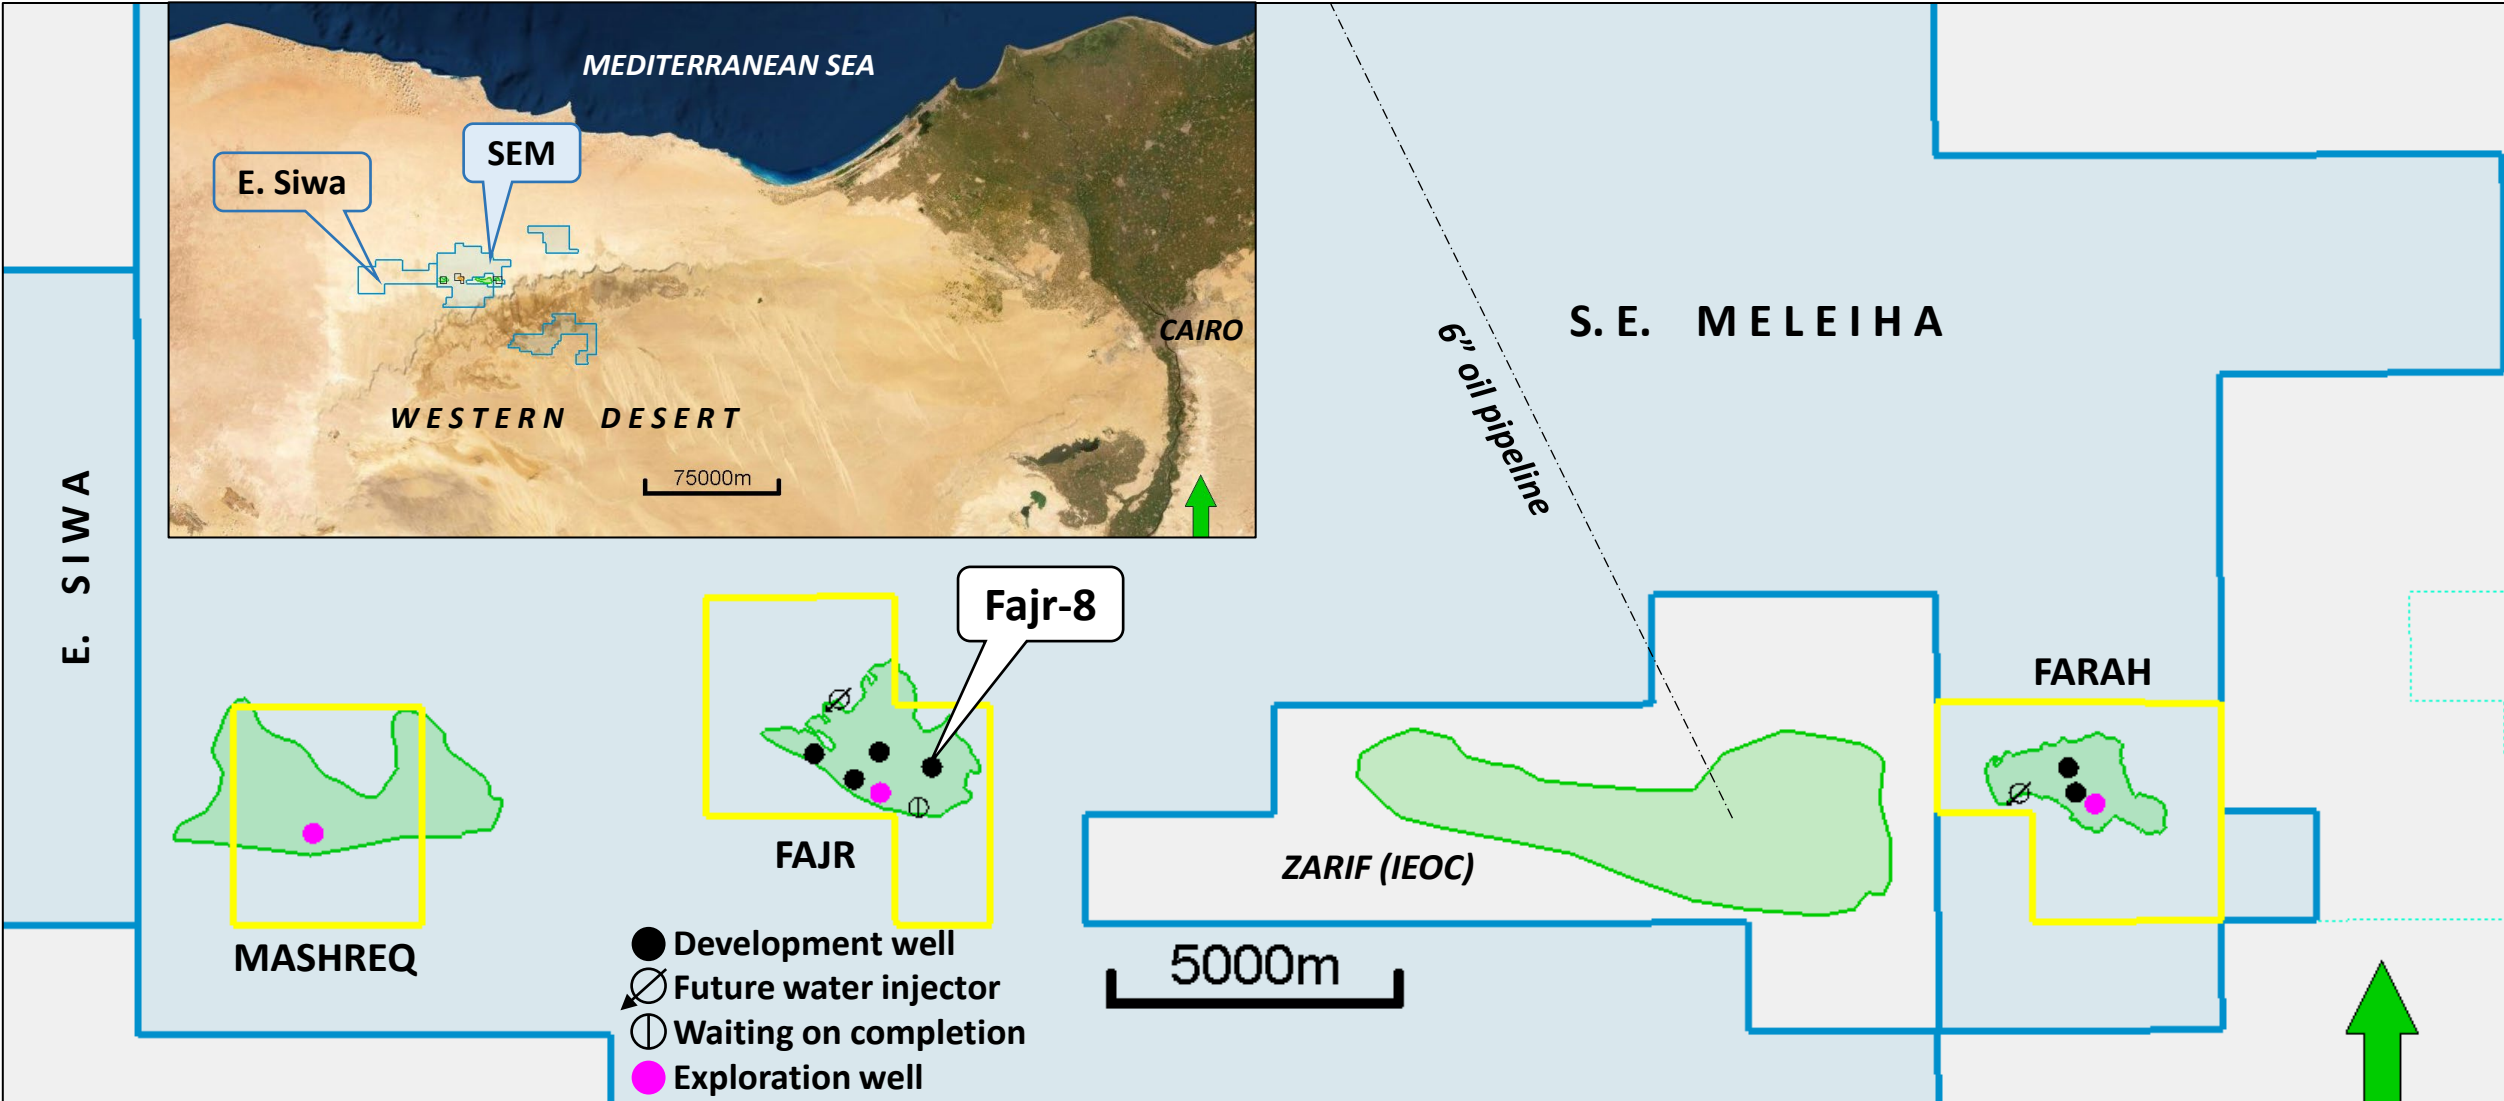 MEDITERRANEAN SEA
SEM
E. Siwa
CAIRO
WESTERN DESERT
75000m
S. E. MELEIHA
6” oil pipeline
E. SIWA
Fajr-8
FARAH
FAJR
ZARIF (IEOC)
MASHREQ
Development well
Future water injector
Waiting on completion
Exploration well
5000m